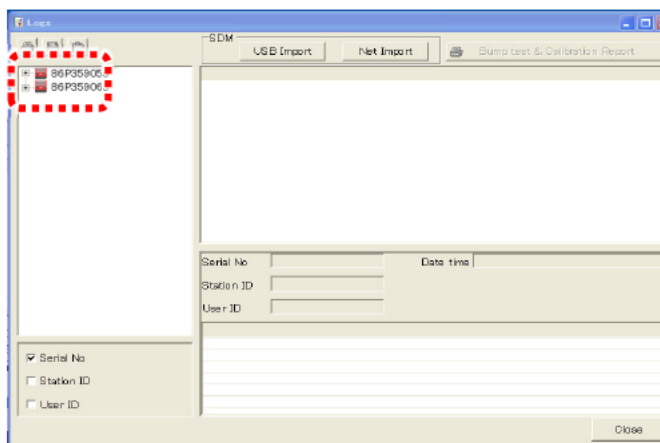 Logs
SDM
USB Import Net Import Bump test & Calibration Report
Serial No Date time
Station ID
User ID
Serial No
Station ID
User ID
Close